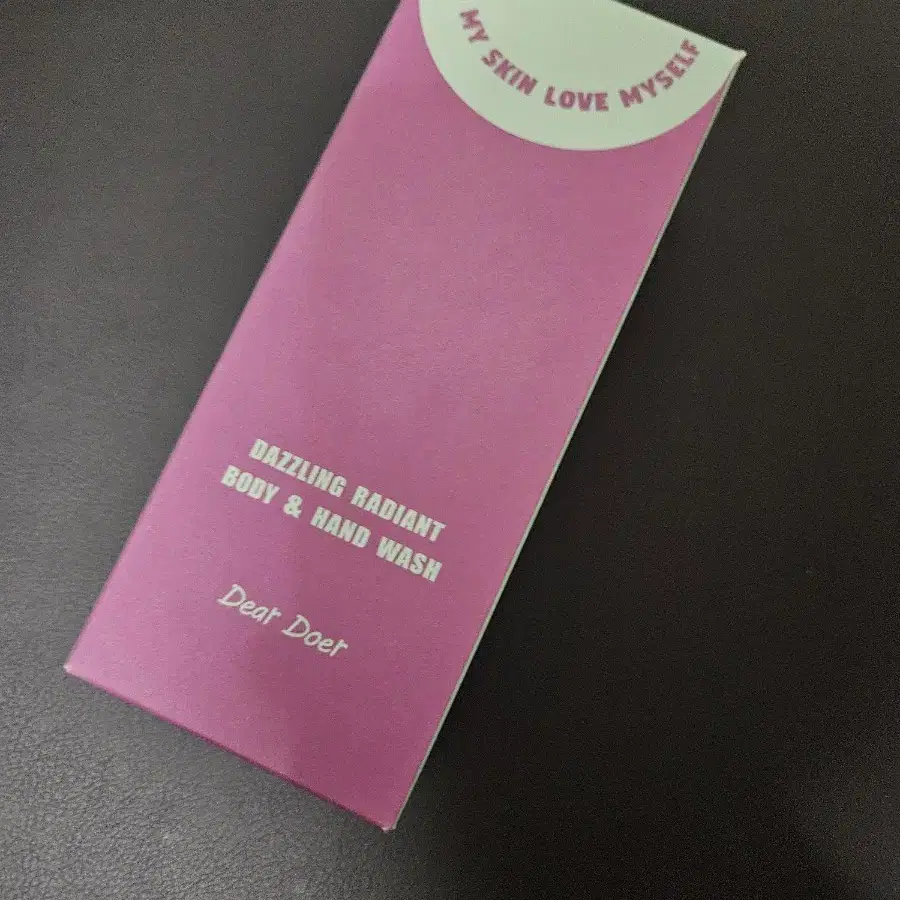 MY SKIN LOVE MYSELF
DAZZLING RADIANT
BODY & HAND WASH
Dear Doer